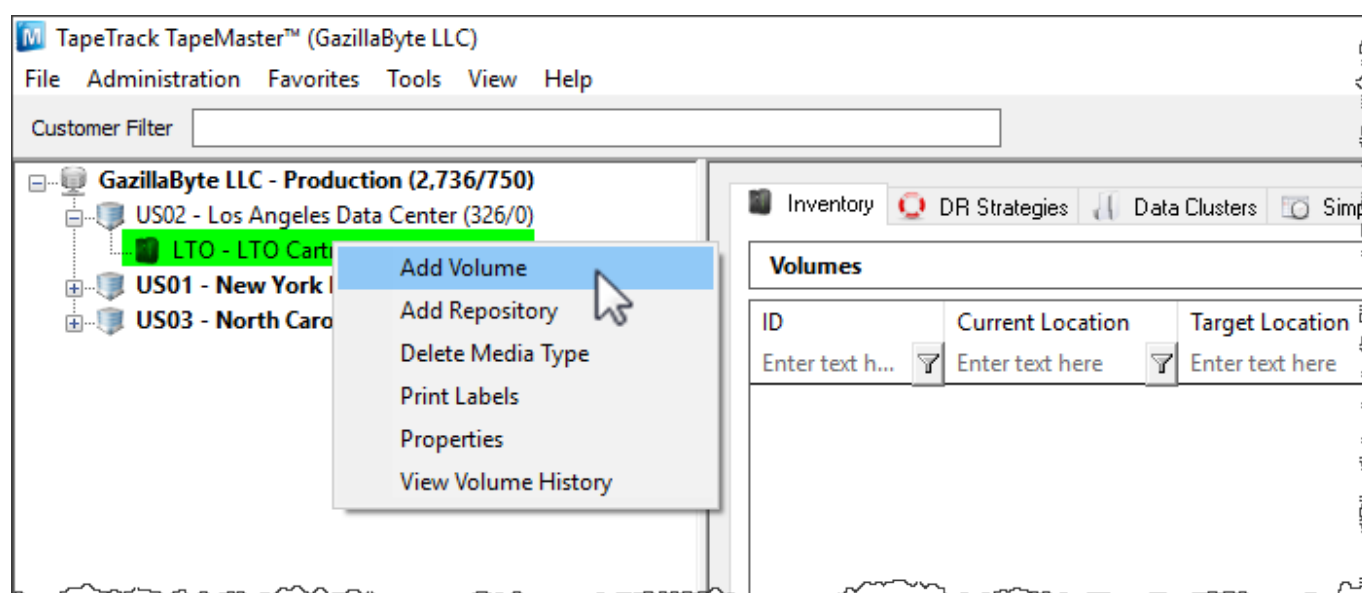 TapeTrack TapeMaster™ (GazillaByte LLC)
File Administration Favorites Tools View Help
Customer Filter
GazillaByte LLC - Production (2,736/750)
US02 - Los Angeles Data Center (326/0)
LTO - LTO
US01 - New York
US03 - North
Add Volume
Add Repository
Delete Media Type
Print Labels
Properties
View Volume History
Inventory DR Strategies Data Clusters
Volumes
ID Current Location Target Location
Enter text h... Enter text here Enter text here